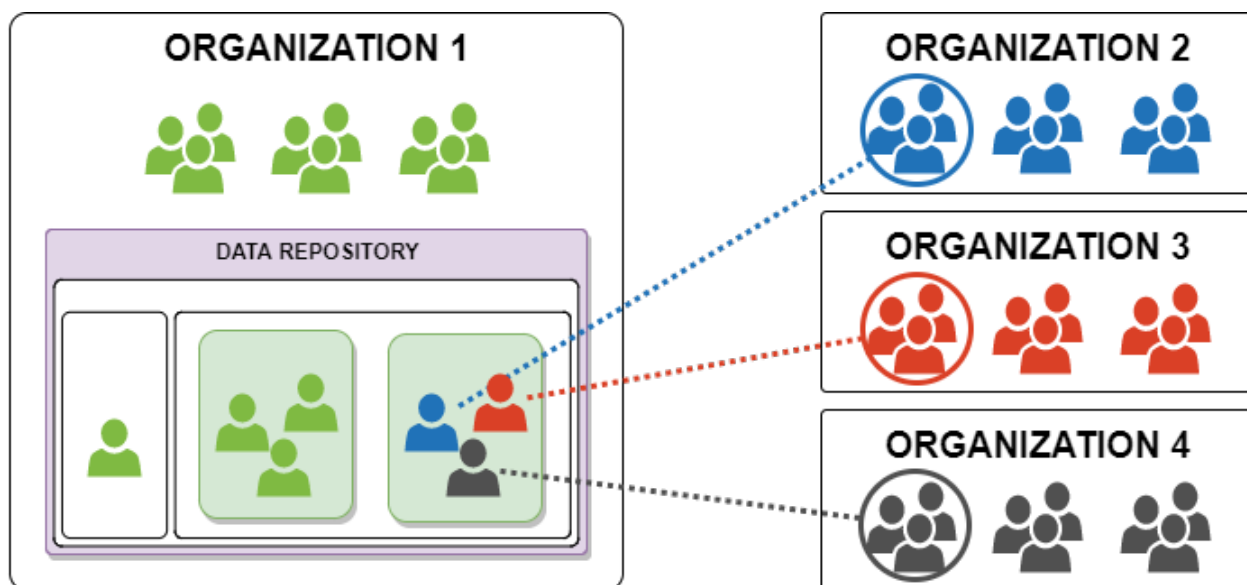 ORGANIZATION 1
DATA REPOSITORY
ORGANIZATION 2
ORGANIZATION 3
ORGANIZATION 4